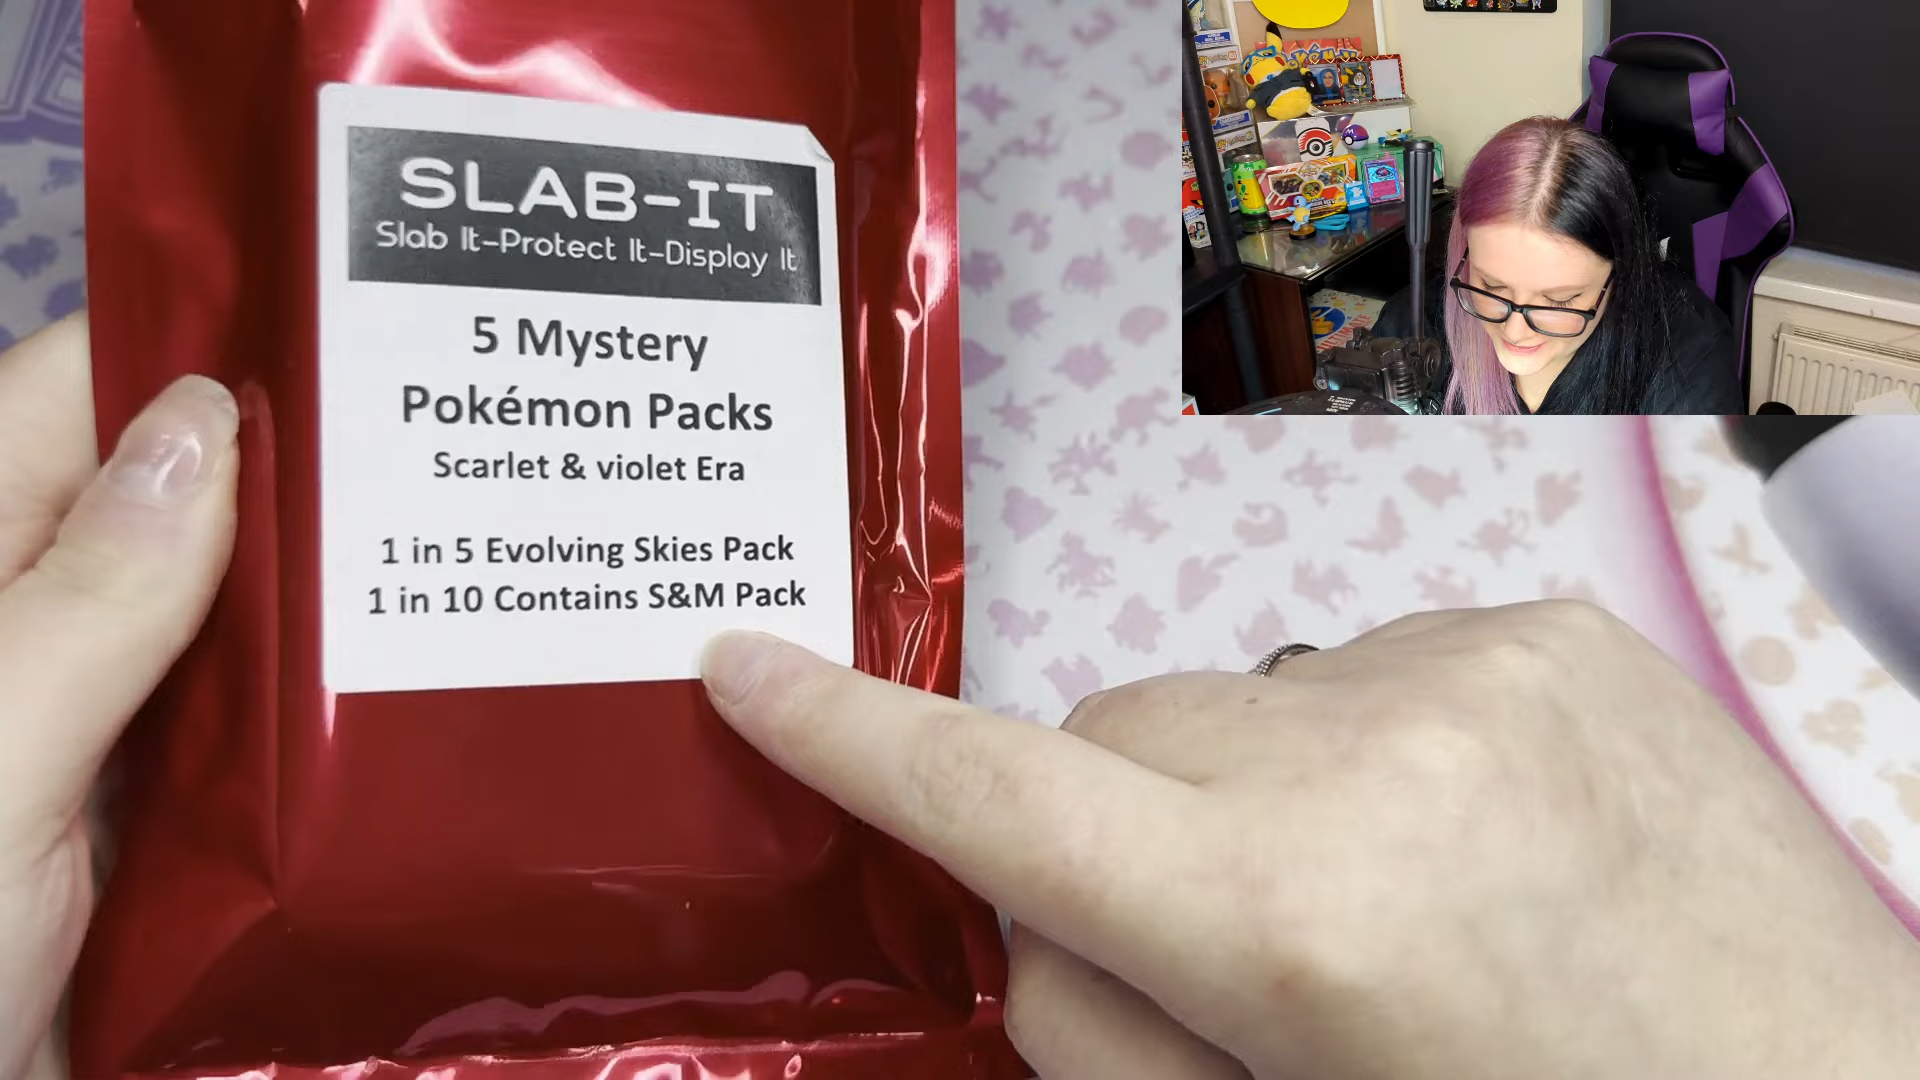 SLAB-IT
Slab It-Protect It-Display It
5 Mystery
Pokémon Packs
Scarlet & violet Era
1 in 5 Evolving Skies Pack
1 in 10 Contains S&M Pack